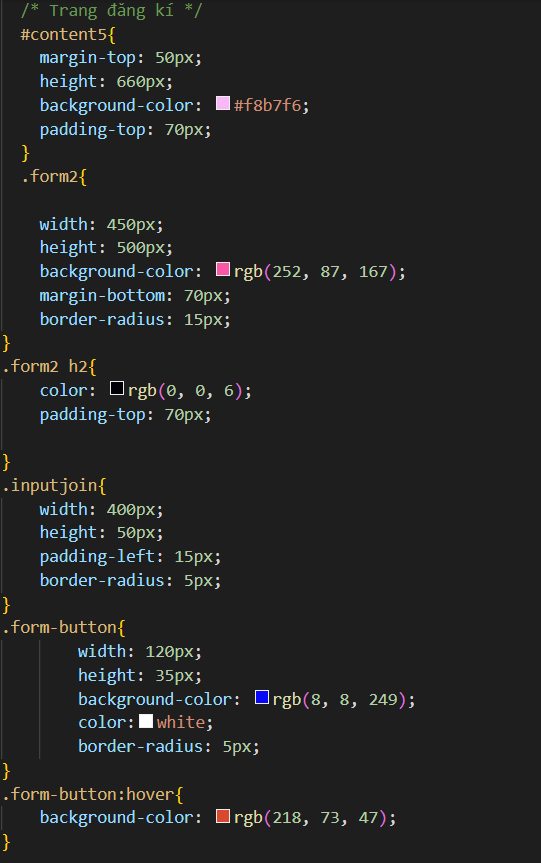 /* Trang đăng kí */
#content5{
margin-top: 50px;
height: 660px;
background-color: #f8b7f6;
padding-top: 70px;
}
.form2{
width: 450px;
height: 500px;
background-color: rgb(252, 87, 167);
margin-bottom: 70px;
border-radius: 15px;
}
.form2 h2{
color: rgb(0, 0, 6);
padding-top: 70px;
}
.inputjoin{
width: 400px;
height: 50px;
padding-left: 15px;
border-radius: 5px;
}
.form-button{
width: 120px;
height: 35px;
background-color: rgb(8, 8, 249);
color:white;
border-radius: 5px;
}
.form-button:hover{
background-color: rgb(218, 73, 47);
}